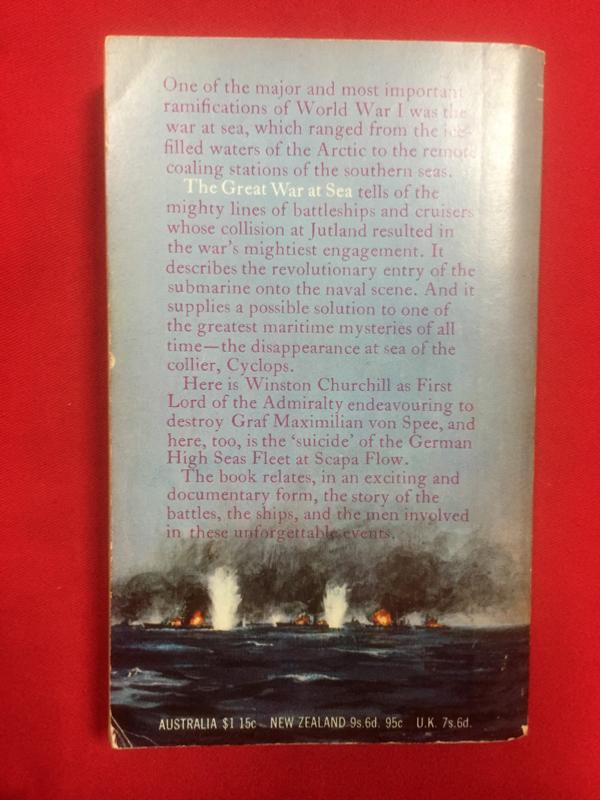 One of the major and most important
ramifications of World War I was the
war at sea, which ranged from the ice-
filled waters of the Arctic to the remote
coaling stations of the southern seas.
The Great War at Sea tells of the
mighty lines of battleships and cruisers
whose collision at Jutland resulted in
the war's mightiest engagement. It
describes the revolutionary entry of the
submarine onto the naval scene. And it
supplies a possible solution to one of
the greatest maritime mysteries of all
time—the disappearance at sea of the
collier, Cyclops.
Here is Winston Churchill as First
Lord of the Admiralty endeavouring to
destroy Graf Maximilian von Spee, and
here, too, is the 'suicide' of the German
High Seas Fleet at Scapa Flow.
The book relates, in an exciting and
documentary form, the story of the
battles, the ships, and the men involved
in these unforgettable events.
AUSTRALIA $1 15c NEW ZEALAND 9s.6d. 95c U.K. 7s.6d.